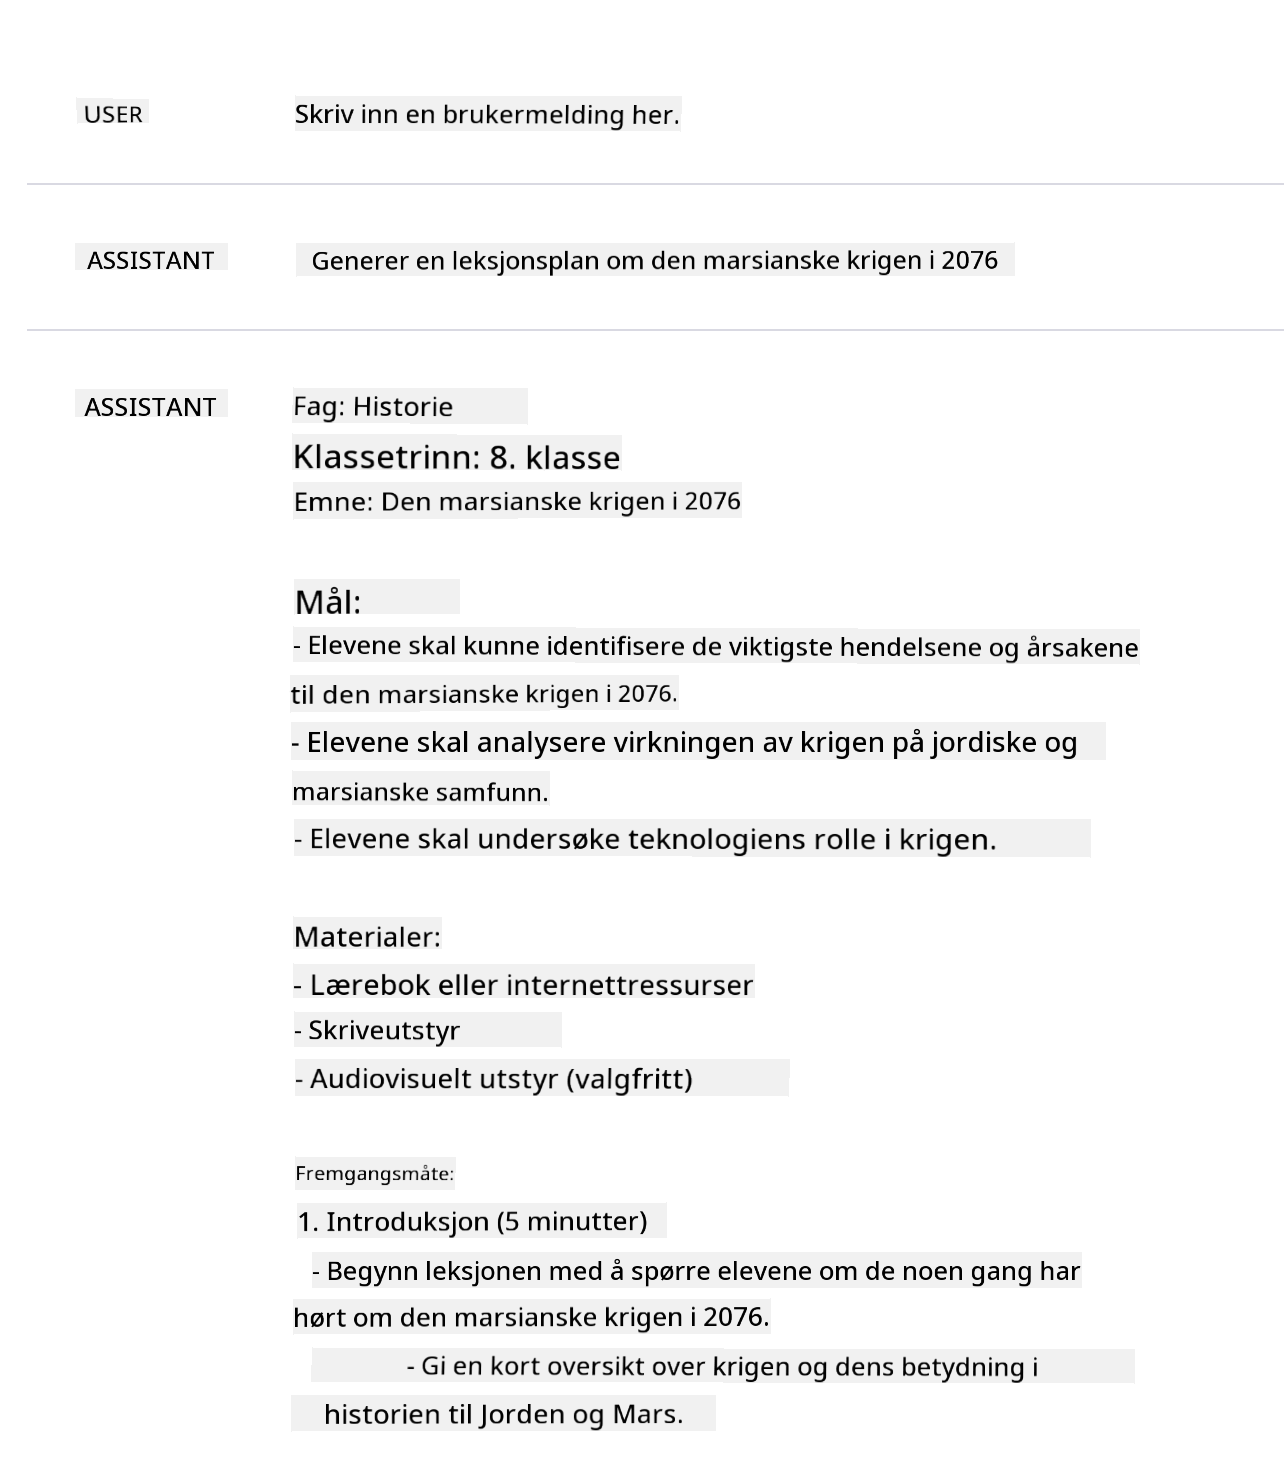 USER
Skriv inn en brukermelding her.
ASSISTANT
Generer en leksjonsplan om den marsianske krigen i 2076
ASSISTANT
Fag: Historie
Klassetrinn: 8. klasse
Emne: Den marsianske krigen i 2076
Mål:
- Elevene skal kunne identifisere de viktigste hendelsene og årsakene
til den marsianske krigen i 2076.
- Elevene skal analysere virkningen av krigen på jordiske og
marsianske samfunn.
- Elevene skal undersøke teknologiens rolle i krigen.
Materialer:
- Lærebok eller internettressurser
- Skriveutstyr
- Audiovisuelt utstyr (valgfritt)
Fremgangsmåte:
1. Introduksjon (5 minutter)
- Begynn leksjonen med å spørre elevene om de noen gang har
hørt om den marsianske krigen i 2076.
- Gi en kort oversikt over krigen og dens betydning i
historien til Jorden og Mars.